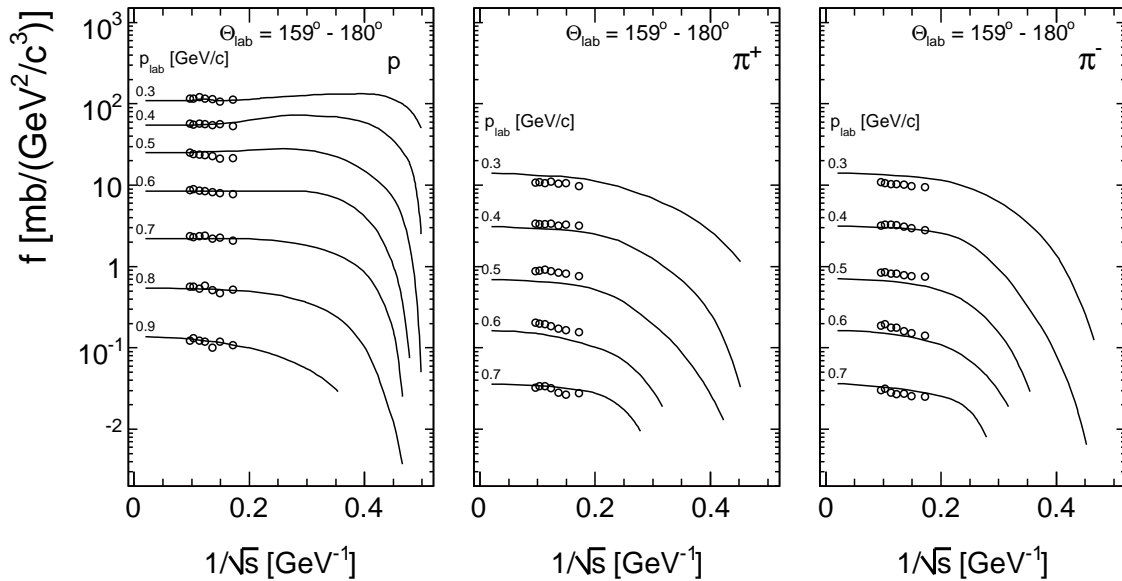 f [mb/(GeV²/c³)]
10³
10²
10
1
10⁻¹
-2
Θlab = 159° - 180°
plab [GeV/c]
p
0.3
0.4
0.5
0.6
0.7
0.8
0.9
0 0.2 0.4
1/√s [GeV⁻¹]
Θlab = 159° - 180°
π⁺
plab [GeV/c]
0.3
0.4
0.5
0.6
0.7
0 0.2 0.4
1/√s [GeV⁻¹]
Θlab = 159° - 180°
π⁻
plab [GeV/c]
0.3
0.4
0.5
0.6
0.7
0 0.2 0.4
1/√s [GeV⁻¹]